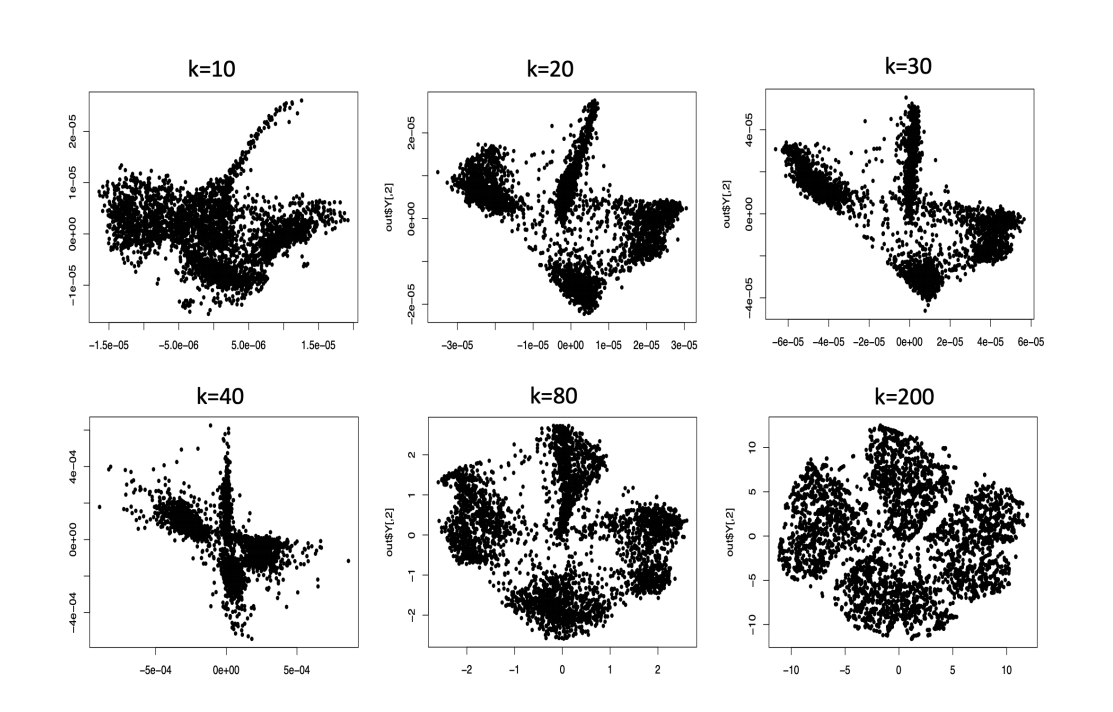 k=10
k=20
k=30
2e−05
1e−05
0e+00
−1e−05
−1.5e−05 −5.0e−06 5.0e−06 1.5e−05
out$Y[,2]
2e−05
0e+00
−2e−05
−3e−05 −1e−05 0e+00 1e−05 2e−05 3e−05
out$Y[,2]
4e−05
0e+00
−4e−05
−6e−05 −4e−05 −2e−05 0e+00 2e−05 4e−05 6e−05
k=40
k=80
k=200
4e−04
0e+00
−4e−04
−5e−04 0e+00 5e−04
out$Y[,2]
2
1
0
−1
−2
−2 −1 0 1 2
out$Y[,2]
10
5
0
−5
−10
−10 −5 0 5 10